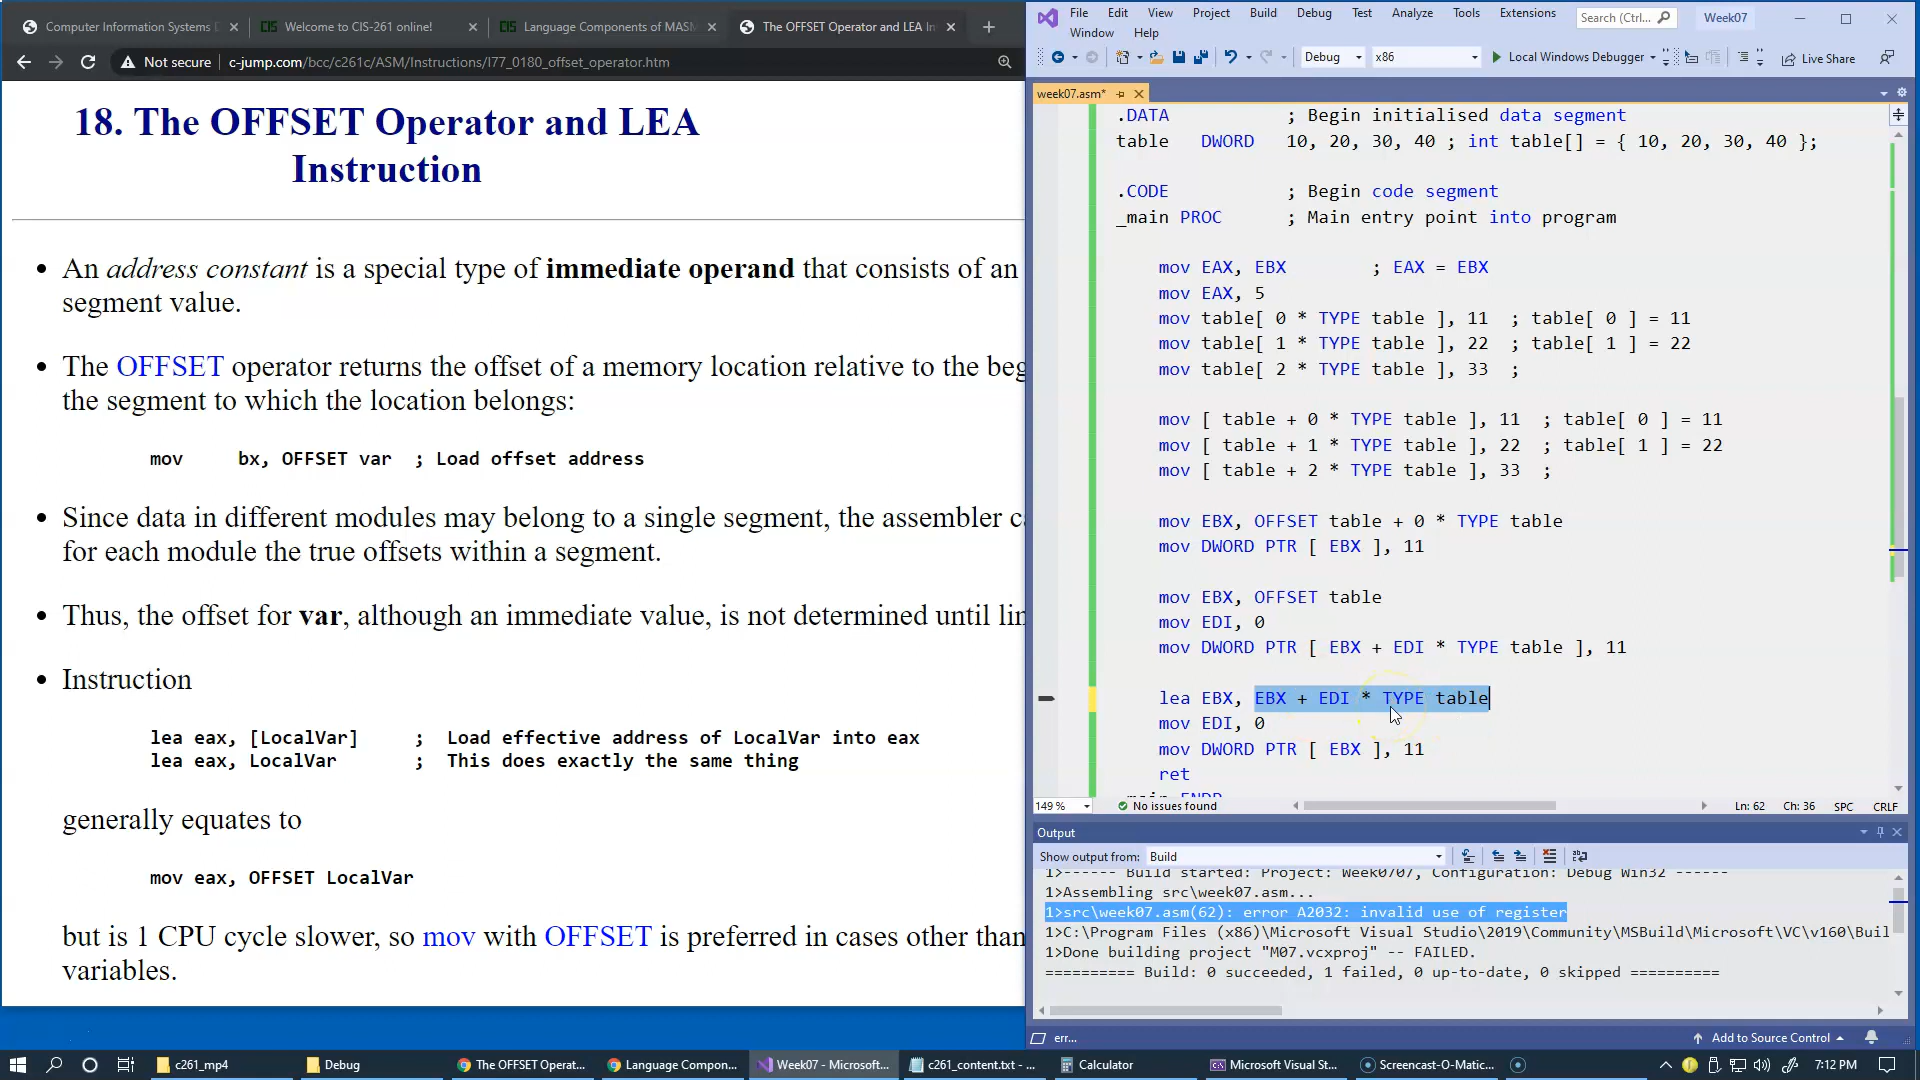 Computer Information Systems D
Welcome to CIS-261 online!
Language Components of MASM
The OFFSET Operator and LEA In
Not secure
c-jump.com/bcc/c261c/ASM/Instructions/I77_0180_offset_operator.htm
18. The OFFSET Operator and LEA
Instruction
• An address constant is a special type of immediate operand that consists of an
segment value.
• The OFFSET operator returns the offset of a memory location relative to the beg
the segment to which the location belongs:
mov bx, OFFSET var ; Load offset address
• Since data in different modules may belong to a single segment, the assembler ca
for each module the true offsets within a segment.
• Thus, the offset for var, although an immediate value, is not determined until lin
• Instruction
lea eax, [LocalVar] ; Load effective address of LocalVar into eax
lea eax, LocalVar ; This does exactly the same thing
generally equates to
mov eax, OFFSET LocalVar
but is 1 CPU cycle slower, so mov with OFFSET is preferred in cases other than
variables.
File Edit View Project Build Debug Test Analyze Tools Extensions
Window Help
Search (Ctrl...
Week07
Debug
x86
Local Windows Debugger
Live Share
week07.asm*
.DATA ; Begin initialised data segment
table DWORD 10, 20, 30, 40 ; int table[] = { 10, 20, 30, 40 };
.CODE ; Begin code segment
_main PROC ; Main entry point into program
mov EAX, EBX ; EAX = EBX
mov EAX, 5
mov table[ 0 * TYPE table ], 11 ; table[ 0 ] = 11
mov table[ 1 * TYPE table ], 22 ; table[ 1 ] = 22
mov table[ 2 * TYPE table ], 33 ;
mov [ table + 0 * TYPE table ], 11 ; table[ 0 ] = 11
mov [ table + 1 * TYPE table ], 22 ; table[ 1 ] = 22
mov [ table + 2 * TYPE table ], 33 ;
mov EBX, OFFSET table + 0 * TYPE table
mov DWORD PTR [ EBX ], 11
mov EBX, OFFSET table
mov EDI, 0
mov DWORD PTR [ EBX + EDI * TYPE table ], 11
lea EBX, EBX + EDI * TYPE table
mov EDI, 0
mov DWORD PTR [ EBX ], 11
ret
_main ENDP
149 %
No issues found
Ln: 62 Ch: 36 SPC CRLF
Output
Show output from: Build
1>------ Build started: Project: Week0707, Configuration: Debug Win32 ------
1>Assembling src\week07.asm...
1>src\week07.asm(62): error A2032: invalid use of register
1>C:\Program Files (x86)\Microsoft Visual Studio\2019\Community\MSBuild\Microsoft\VC\v160\Buil
1>Done building project "M07.vcxproj" -- FAILED.
========== Build: 0 succeeded, 1 failed, 0 up-to-date, 0 skipped ==========
err...
Add to Source Control
c261_mp4
Debug
The OFFSET Operat...
Language Compon...
Week07 - Microsoft...
c261_content.txt - ...
Calculator
Microsoft Visual St...
Screencast-O-Matic...
7:12 PM